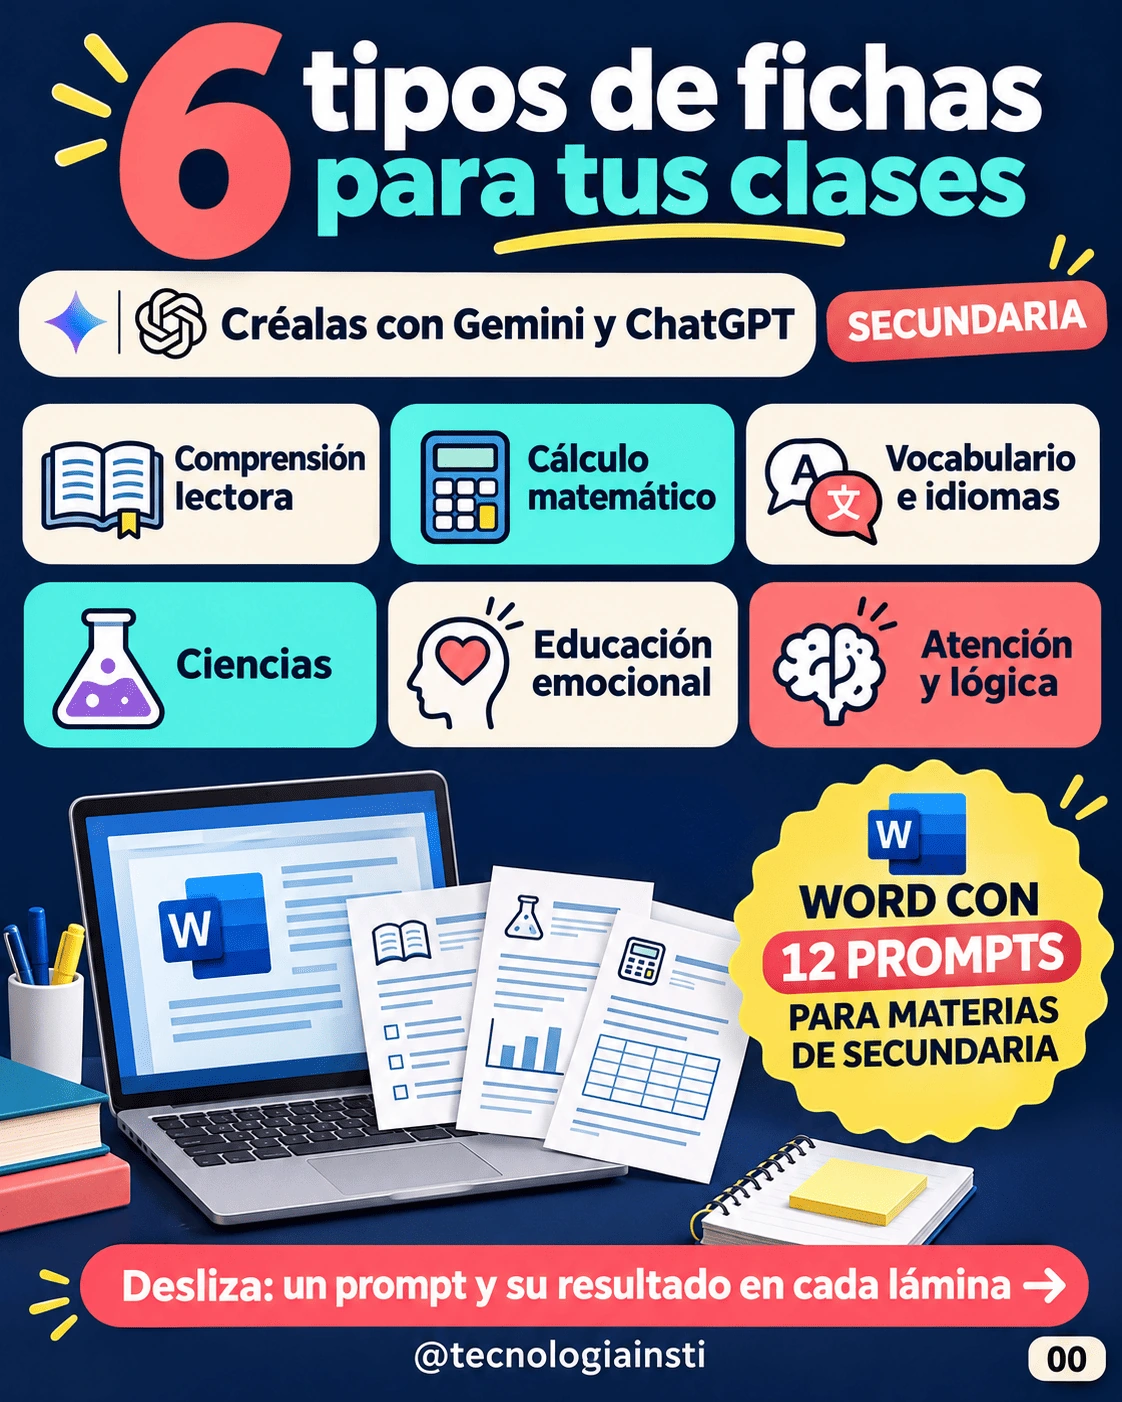 6 tipos de fichas
para tus clases
Créalas con Gemini y ChatGPT
SECUNDARIA
Comprensión
lectora
Cálculo
matemático
A
文
Vocabulario
e idiomas
Ciencias
Educación
emocional
Atención
y lógica
W
W
WORD CON
12 PROMPTS
PARA MATERIAS
DE SECUNDARIA
Desliza: un prompt y su resultado en cada lámina →
@tecnologiainsti
00